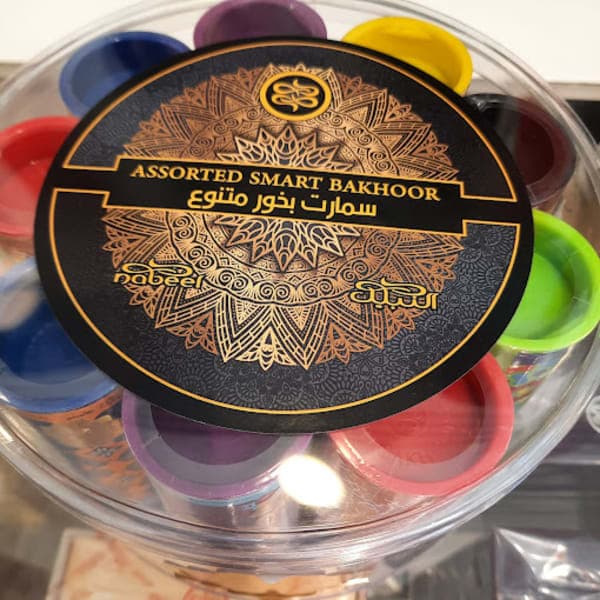 ASSORTED SMART BAKHOOR
سمارت بخور متنوع
nabeel النبيل